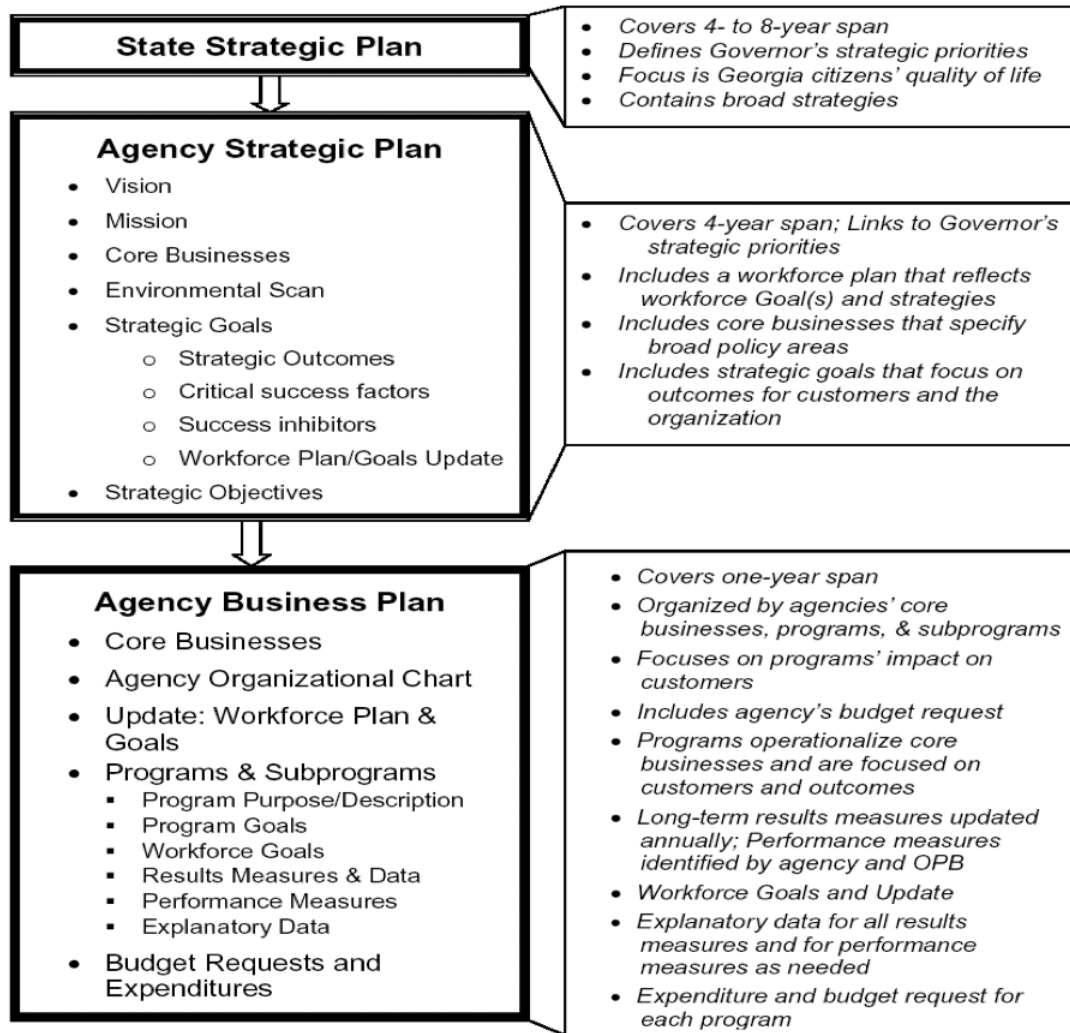 State Strategic Plan
• Covers 4- to 8-year span
• Defines Governor's strategic priorities
• Focus is Georgia citizens' quality of life
• Contains broad strategies
Agency Strategic Plan
• Vision
• Mission
• Core Businesses
• Environmental Scan
• Strategic Goals
o Strategic Outcomes
o Critical success factors
o Success inhibitors
o Workforce Plan/Goals Update
• Strategic Objectives
• Covers 4-year span; Links to Governor's
strategic priorities
• Includes a workforce plan that reflects
workforce Goal(s) and strategies
• Includes core businesses that specify
broad policy areas
• Includes strategic goals that focus on
outcomes for customers and the
organization
Agency Business Plan
• Core Businesses
• Agency Organizational Chart
• Update: Workforce Plan &
Goals
• Programs & Subprograms
▪ Program Purpose/Description
▪ Program Goals
▪ Workforce Goals
▪ Results Measures & Data
▪ Performance Measures
▪ Explanatory Data
• Budget Requests and
Expenditures
• Covers one-year span
• Organized by agencies' core
businesses, programs, & subprograms
• Focuses on programs' impact on
customers
• Includes agency's budget request
• Programs operationalize core
businesses and are focused on
customers and outcomes
• Long-term results measures updated
annually; Performance measures
identified by agency and OPB
• Workforce Goals and Update
• Explanatory data for all results
measures and for performance
measures as needed
• Expenditure and budget request for
each program